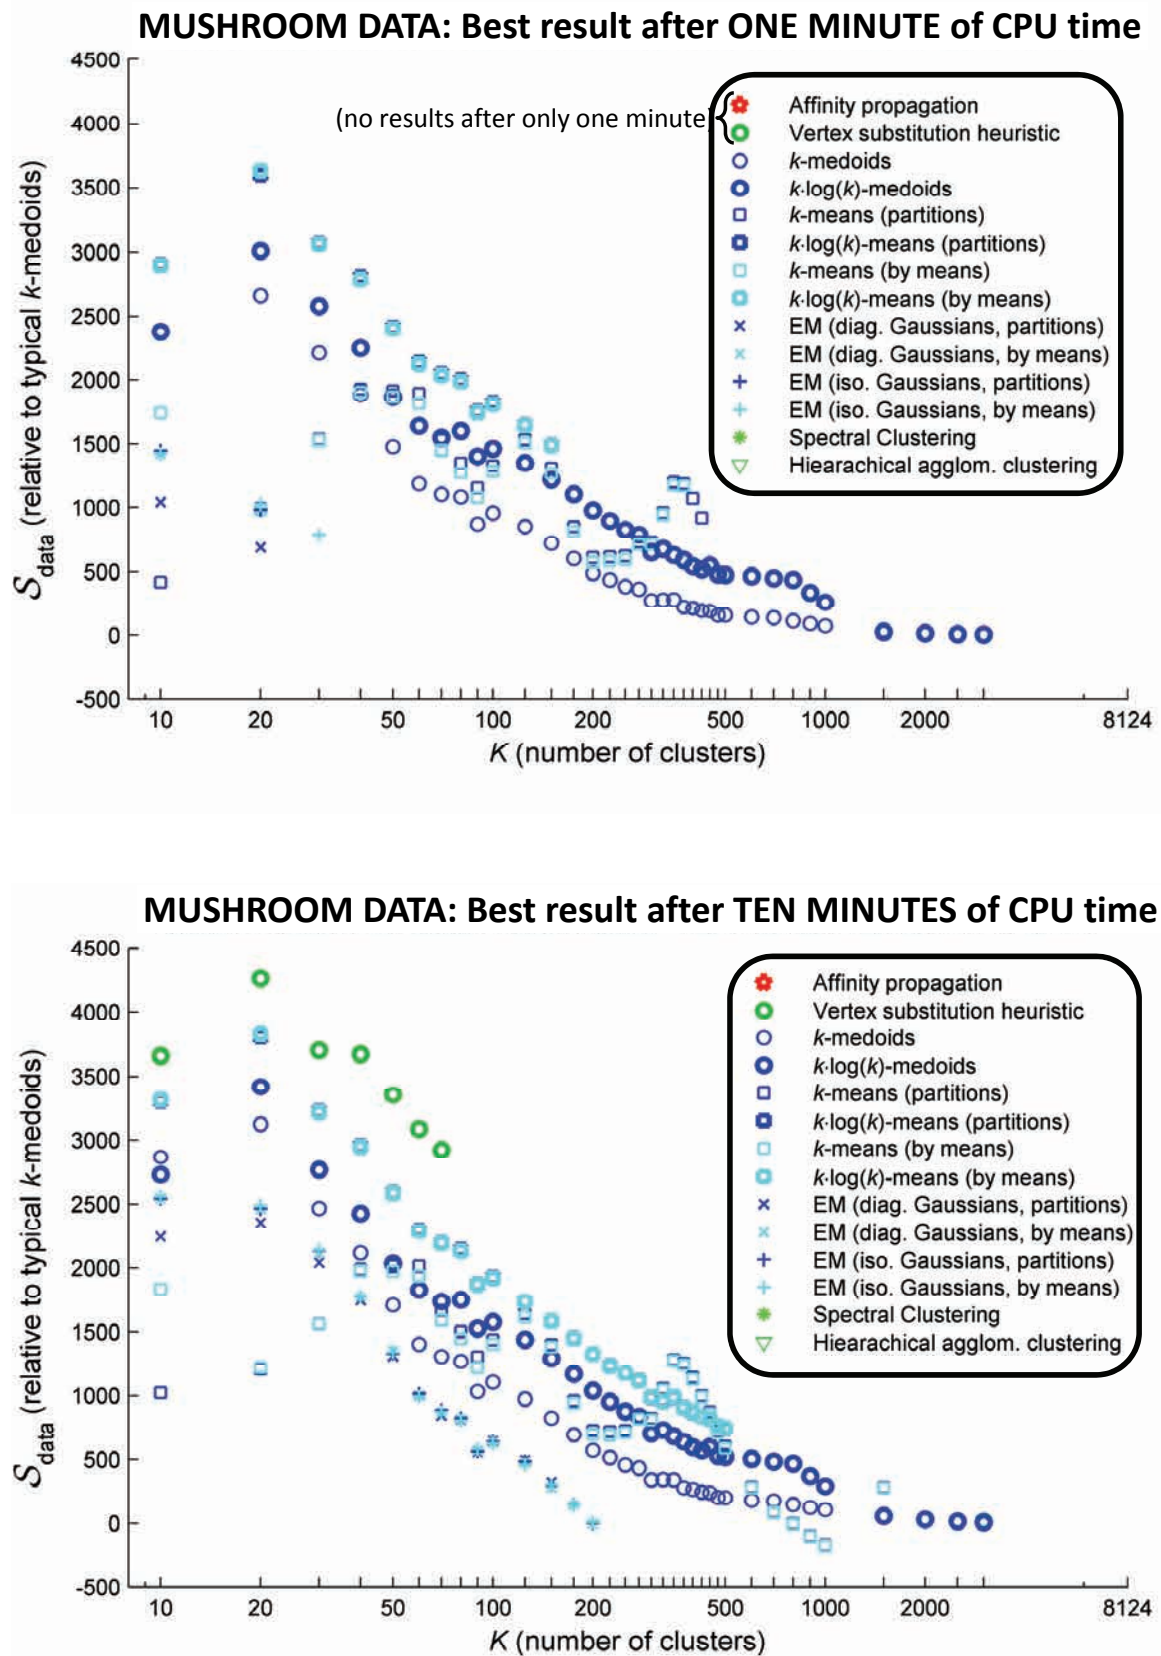 MUSHROOM DATA: Best result after ONE MINUTE of CPU time
4500
4000
3500
3000
2500
2000
1500
1000
500
0
-500
S data (relative to typical k-medoids)
(no results after only one minute)
Affinity propagation
Vertex substitution heuristic
k-medoids
k·log(k)-medoids
k-means (partitions)
k·log(k)-means (partitions)
k-means (by means)
k·log(k)-means (by means)
EM (diag. Gaussians, partitions)
EM (diag. Gaussians, by means)
EM (iso. Gaussians, partitions)
EM (iso. Gaussians, by means)
Spectral Clustering
Hiearachical agglom. clustering
10 20 50 100 200 500 1000 2000 8124
K (number of clusters)
MUSHROOM DATA: Best result after TEN MINUTES of CPU time
4500
4000
3500
3000
2500
2000
1500
1000
500
0
-500
S data (relative to typical k-medoids)
Affinity propagation
Vertex substitution heuristic
k-medoids
k·log(k)-medoids
k-means (partitions)
k·log(k)-means (partitions)
k-means (by means)
k·log(k)-means (by means)
EM (diag. Gaussians, partitions)
EM (diag. Gaussians, by means)
EM (iso. Gaussians, partitions)
EM (iso. Gaussians, by means)
Spectral Clustering
Hiearachical agglom. clustering
10 20 50 100 200 500 1000 2000 8124
K (number of clusters)